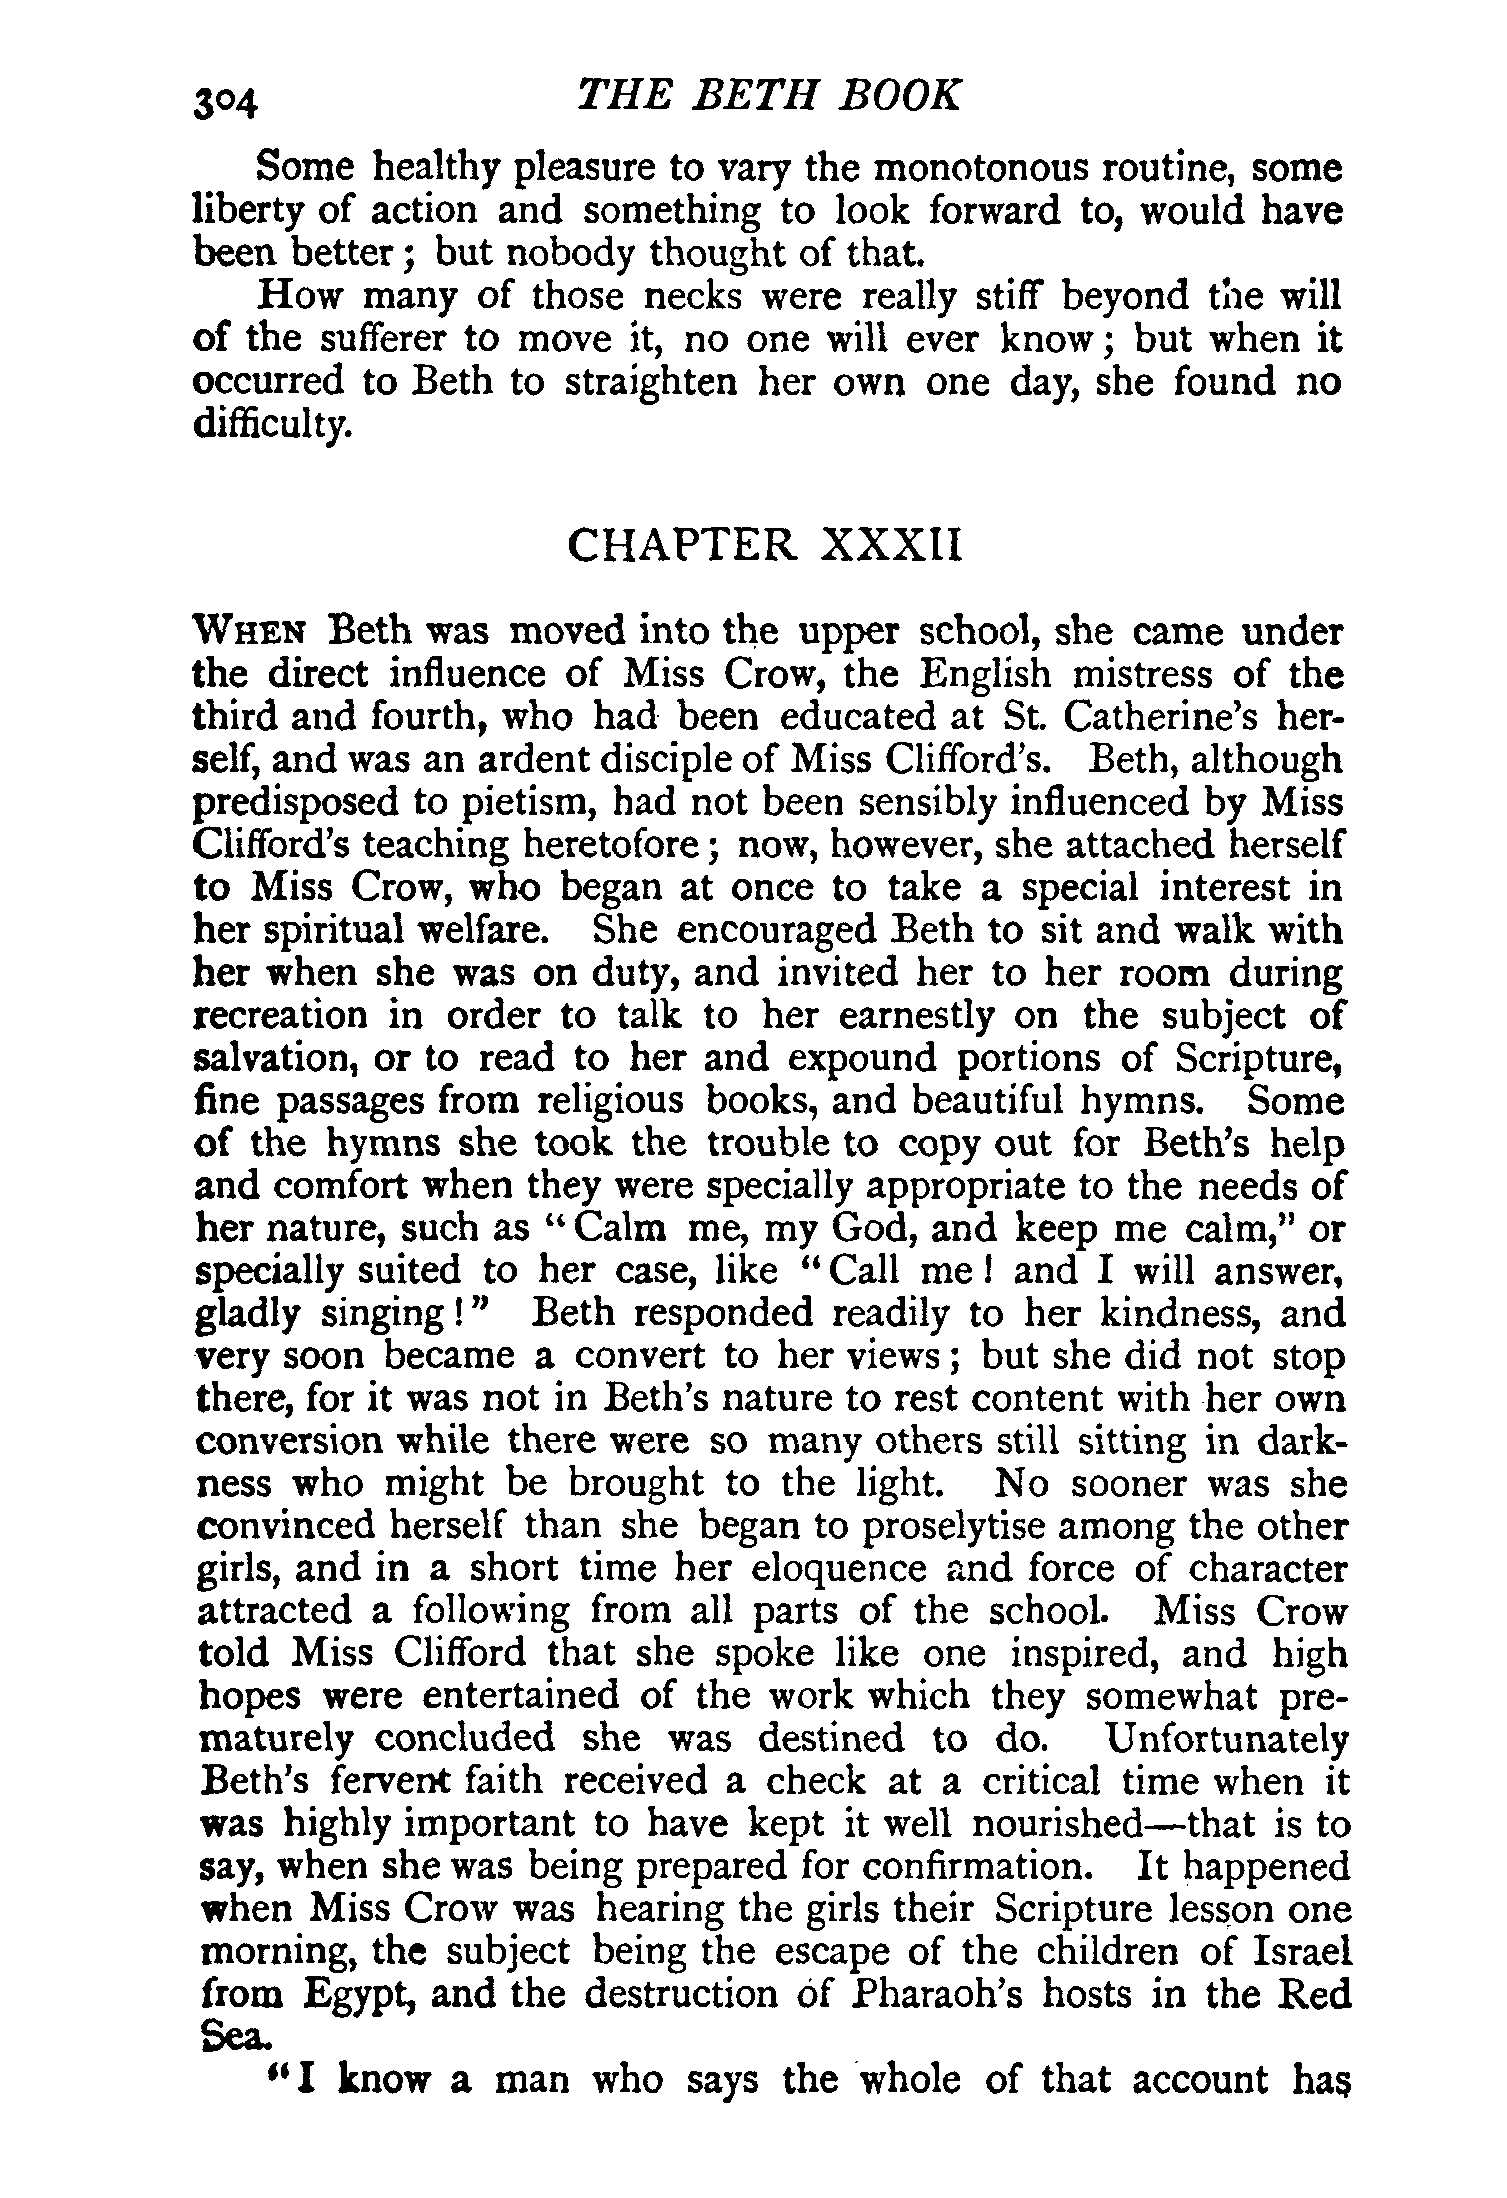 304 THE BETH BOOK
Some healthy pleasure to vary the monotonous routine, some
liberty of action and something to look forward to, would have
been better; but nobody thought of that.
How many of those necks were really stiff beyond the will
of the sufferer to move it, no one will ever know; but when it
occurred to Beth to straighten her own one day, she found no
difficulty.
CHAPTER XXXII
WHEN Beth was moved into the upper school, she came under
the direct influence of Miss Crow, the English mistress of the
third and fourth, who had been educated at St. Catherine's her-
self, and was an ardent disciple of Miss Clifford's. Beth, although
predisposed to pietism, had not been sensibly influenced by Miss
Clifford's teaching heretofore; now, however, she attached herself
to Miss Crow, who began at once to take a special interest in
her spiritual welfare. She encouraged Beth to sit and walk with
her when she was on duty, and invited her to her room during
recreation in order to talk to her earnestly on the subject of
salvation, or to read to her and expound portions of Scripture,
fine passages from religious books, and beautiful hymns. Some
of the hymns she took the trouble to copy out for Beth's help
and comfort when they were specially appropriate to the needs of
her nature, such as "Calm me, my God, and keep me calm," or
specially suited to her case, like "Call me! and I will answer,
gladly singing!" Beth responded readily to her kindness, and
very soon became a convert to her views; but she did not stop
there, for it was not in Beth's nature to rest content with her own
conversion while there were so many others still sitting in dark-
ness who might be brought to the light. No sooner was she
convinced herself than she began to proselytise among the other
girls, and in a short time her eloquence and force of character
attracted a following from all parts of the school. Miss Crow
told Miss Clifford that she spoke like one inspired, and high
hopes were entertained of the work which they somewhat pre-
maturely concluded she was destined to do. Unfortunately
Beth's fervent faith received a check at a critical time when it
was highly important to have kept it well nourished—that is to
say, when she was being prepared for confirmation. It happened
when Miss Crow was hearing the girls their Scripture lesson one
morning, the subject being the escape of the children of Israel
from Egypt, and the destruction of Pharaoh's hosts in the Red
Sea.
"I know a man who says the whole of that account has